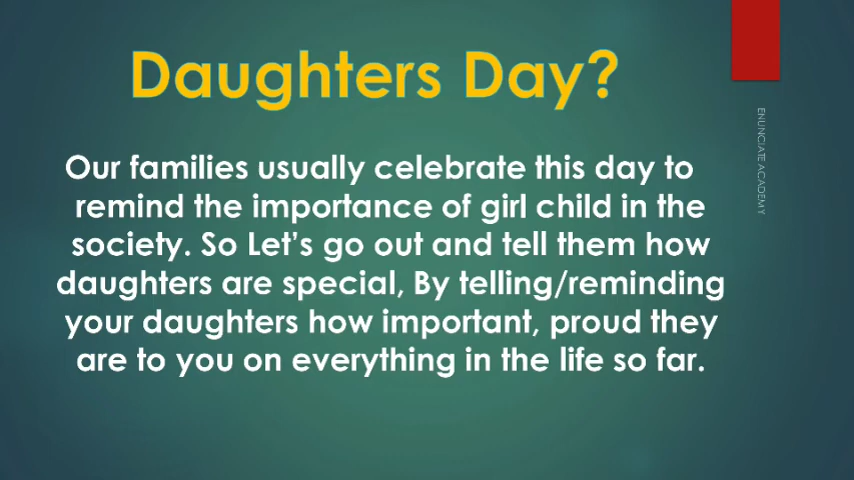 Daughters Day?
Our families usually celebrate this day to
remind the importance of girl child in the
society. So Let's go out and tell them how
daughters are special, By telling/reminding
your daughters how important, proud they
are to you on everything in the life so far.
ENUNCIATE ACADEMY